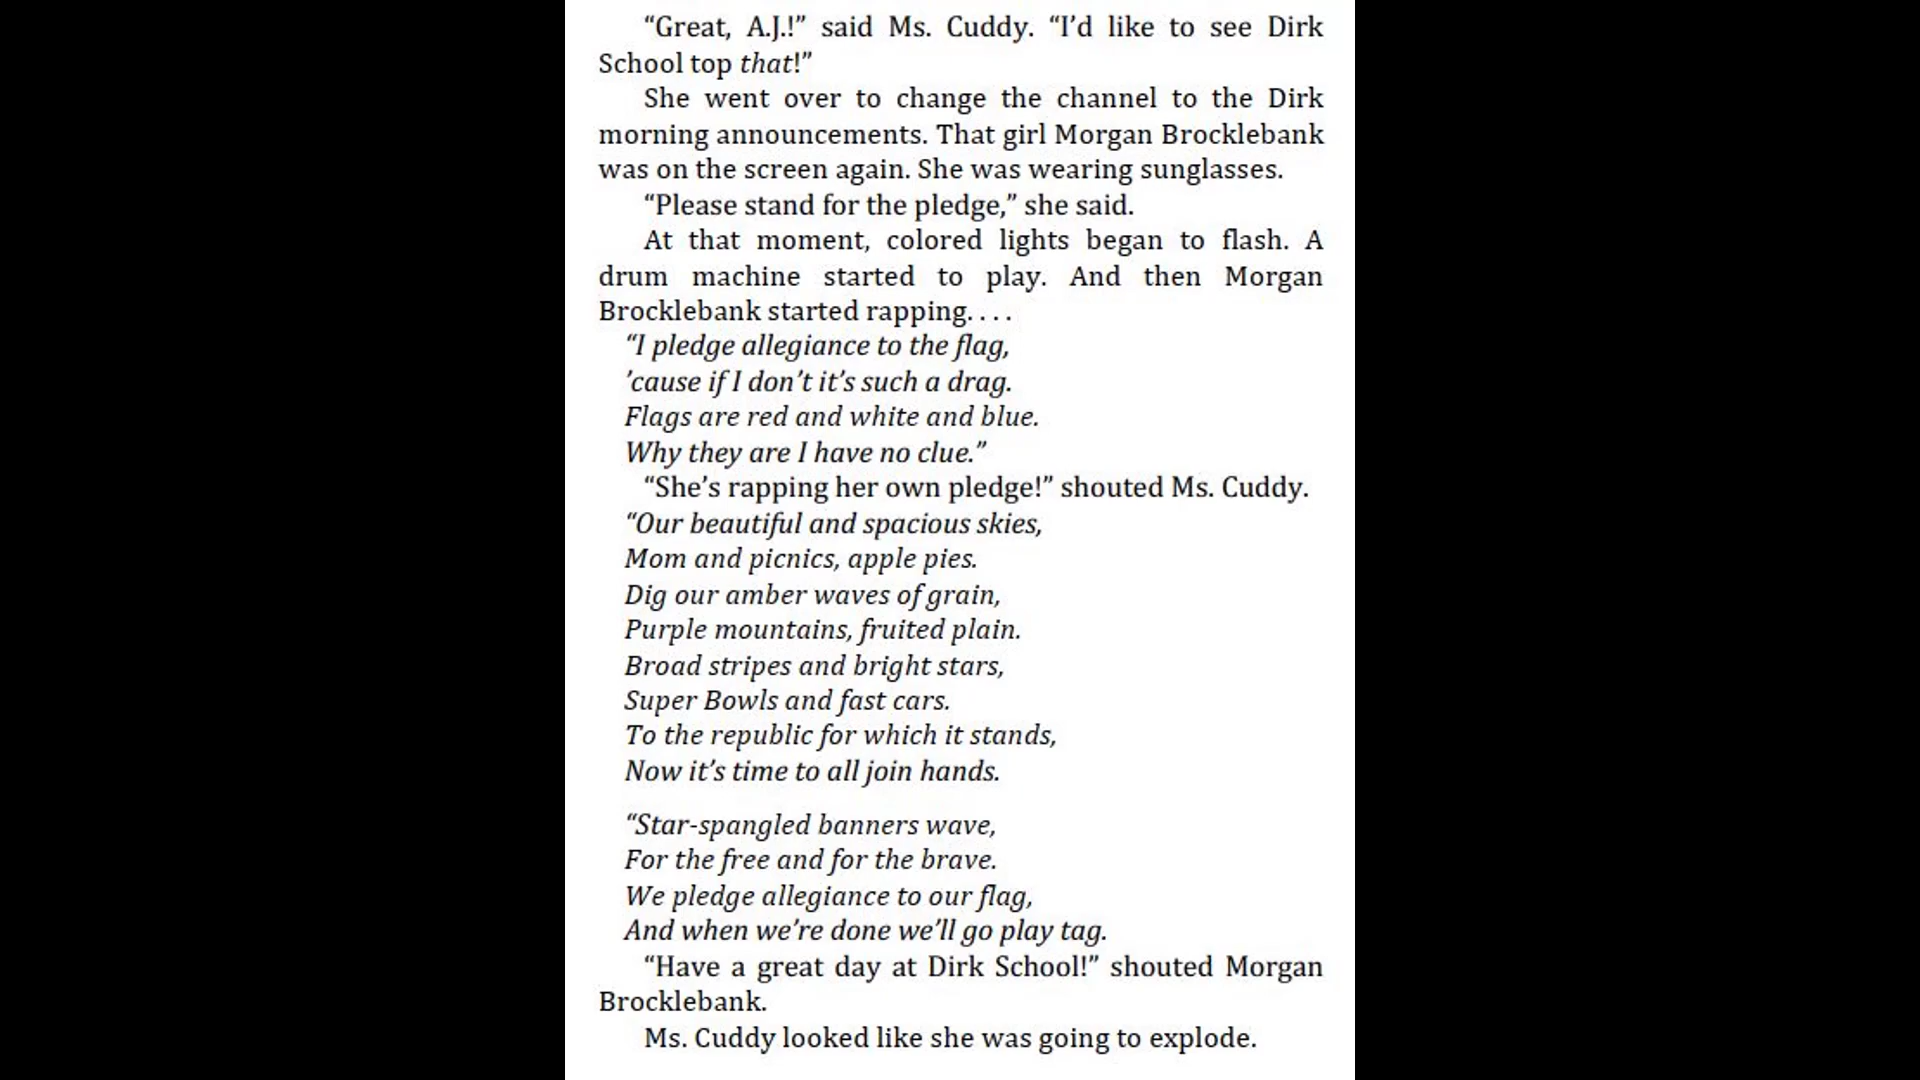 “Great, A.J.!” said Ms. Cuddy. “I’d like to see Dirk
School top that!”
She went over to change the channel to the Dirk
morning announcements. That girl Morgan Brocklebank
was on the screen again. She was wearing sunglasses.
“Please stand for the pledge,” she said.
At that moment, colored lights began to flash. A
drum machine started to play. And then Morgan
Brocklebank started rapping. . . .
“I pledge allegiance to the flag,
’cause if I don’t it’s such a drag.
Flags are red and white and blue.
Why they are I have no clue.”
“She’s rapping her own pledge!” shouted Ms. Cuddy.
“Our beautiful and spacious skies,
Mom and picnics, apple pies.
Dig our amber waves of grain,
Purple mountains, fruited plain.
Broad stripes and bright stars,
Super Bowls and fast cars.
To the republic for which it stands,
Now it’s time to all join hands.
“Star-spangled banners wave,
For the free and for the brave.
We pledge allegiance to our flag,
And when we’re done we’ll go play tag.
“Have a great day at Dirk School!” shouted Morgan
Brocklebank.
Ms. Cuddy looked like she was going to explode.